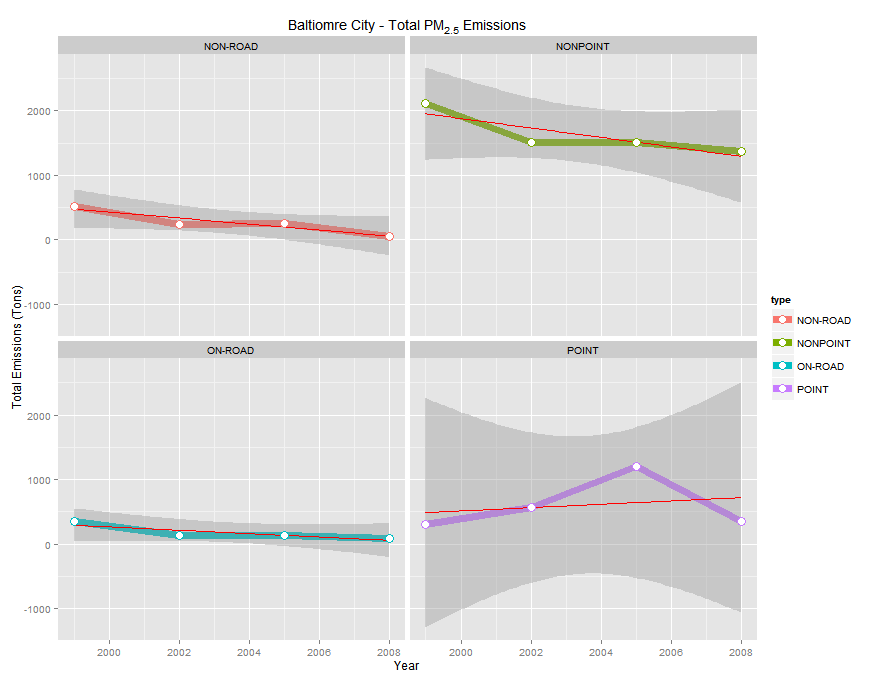 Baltiomre City - Total PM2.5 Emissions
NON-ROAD
NONPOINT
2000
1000
0
-1000
ON-ROAD
POINT
2000
1000
0
-1000
2000 2002 2004 2006 2008
2000 2002 2004 2006 2008
Year
Total Emissions (Tons)
type
NON-ROAD
NONPOINT
ON-ROAD
POINT